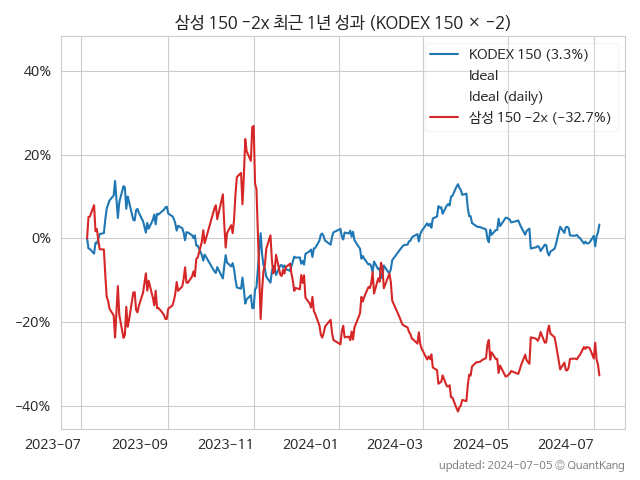 삼성 150 −2x 최근 1년 성과 (KODEX 150 × −2)
KODEX 150 (3.3%)
Ideal
Ideal (daily)
삼성 150 −2x (−32.7%)
40%
20%
0%
−20%
−40%
2023−07 2023−09 2023−11 2024−01 2024−03 2024−05 2024−07
updated: 2024-07-05 © QuantKang